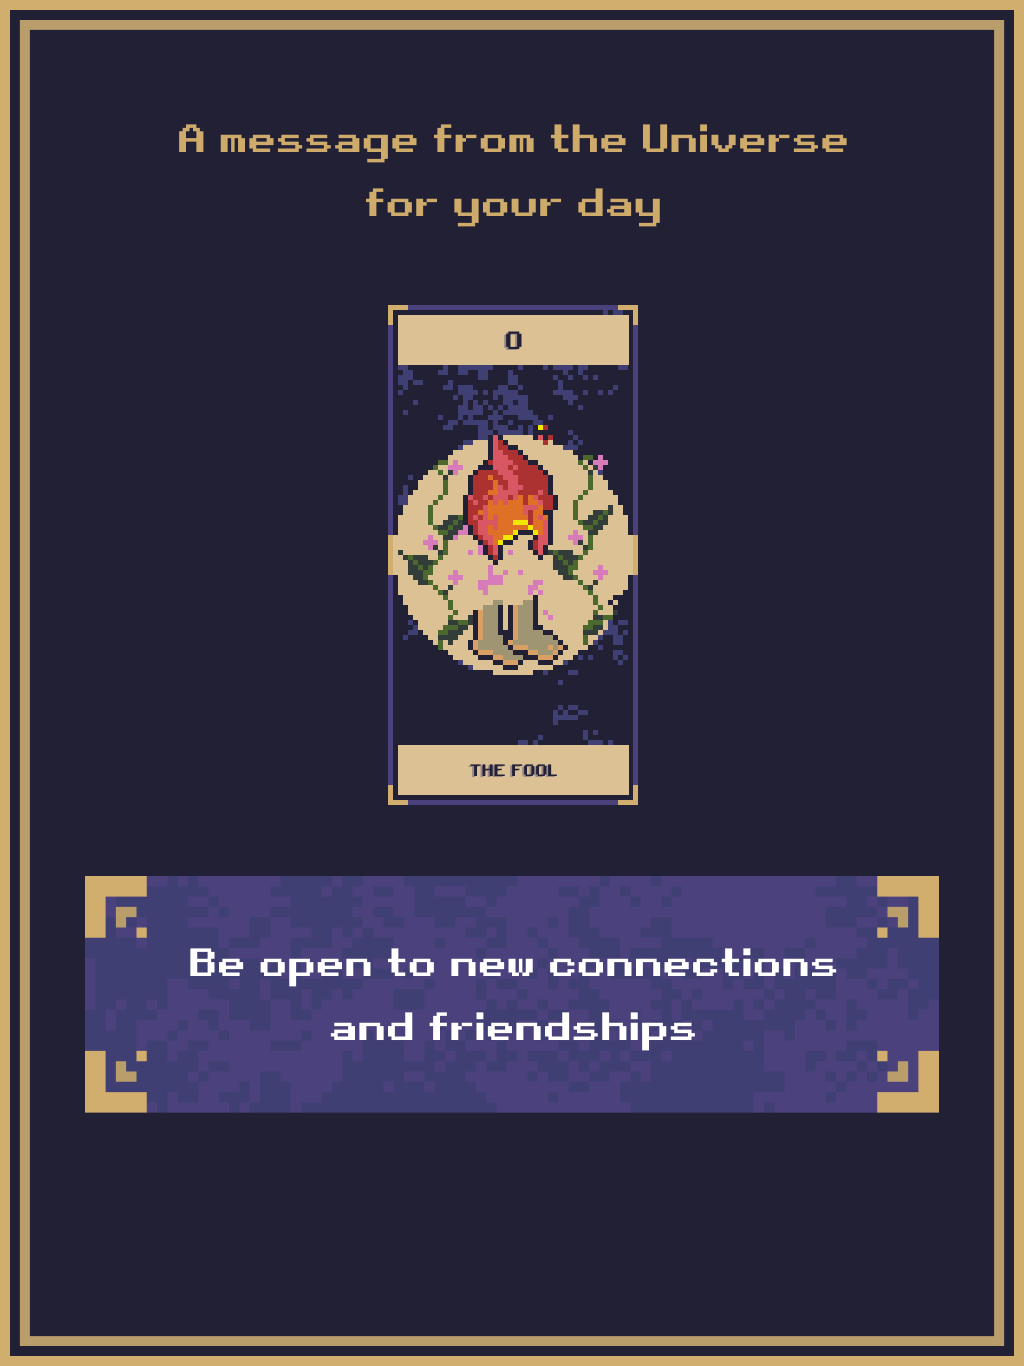 A message from the Universe
for your day
0
THE FOOL
Be open to new connections
and friendships